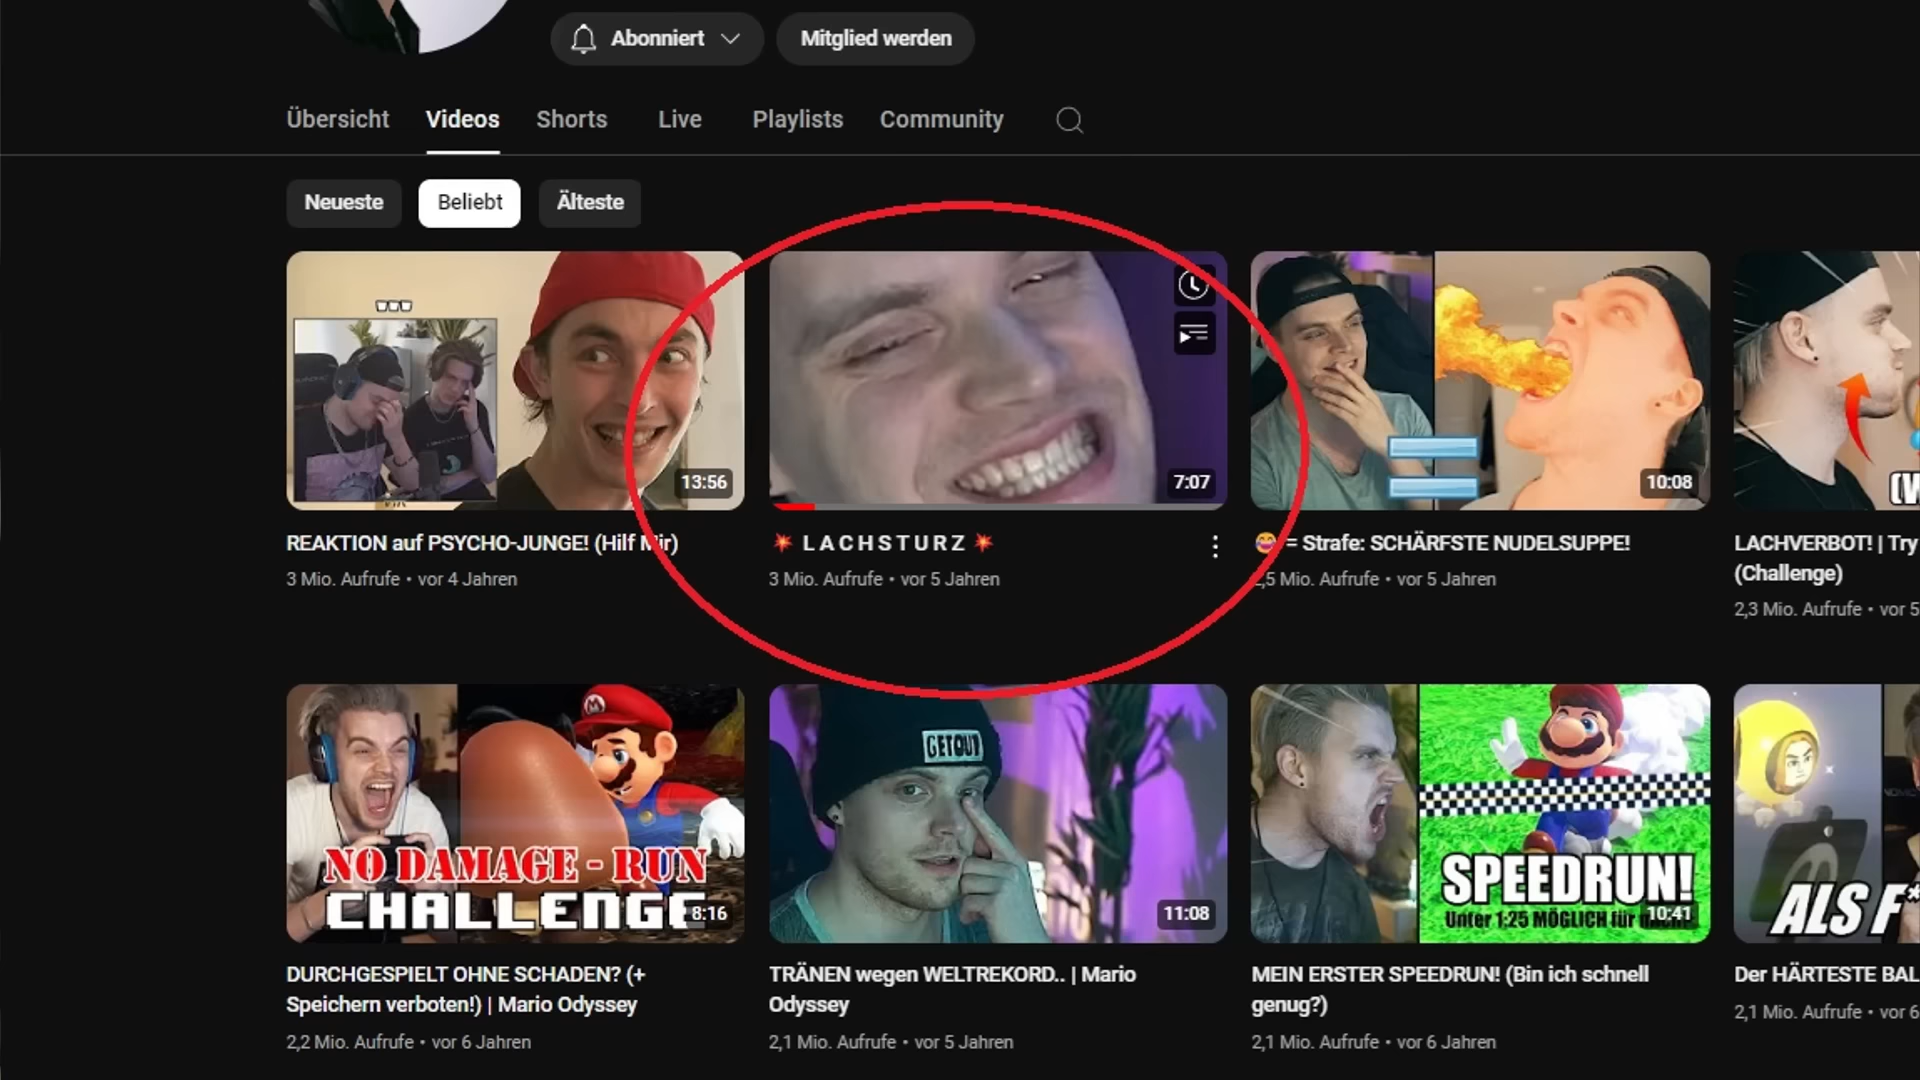 Abonniert
Mitglied werden
Übersicht
Videos
Shorts
Live
Playlists
Community
Neueste
Beliebt
Älteste
13:56
7:07
10:08
REAKTION auf PSYCHO-JUNGE! (Hilf Mir)
3 Mio. Aufrufe • vor 4 Jahren
💥 L A C H S T U R Z 💥
3 Mio. Aufrufe • vor 5 Jahren
😂 = Strafe: SCHÄRFSTE NUDELSUPPE!
,5 Mio. Aufrufe • vor 5 Jahren
LACHVERBOT! | Try
(Challenge)
2,3 Mio. Aufrufe • vor 5
NO DAMAGE - RUN
CHALLENGE
8:16
GETOUT
11:08
SPEEDRUN!
Unter 1:25 MÖGLICH für
10:41
ALS F*
DURCHGESPIELT OHNE SCHADEN? (+
Speichern verboten!) | Mario Odyssey
2,2 Mio. Aufrufe • vor 6 Jahren
TRÄNEN wegen WELTREKORD.. | Mario
Odyssey
2,1 Mio. Aufrufe • vor 5 Jahren
MEIN ERSTER SPEEDRUN! (Bin ich schnell
genug?)
2,1 Mio. Aufrufe • vor 6 Jahren
Der HÄRTESTE BAL
2,1 Mio. Aufrufe • vor 6